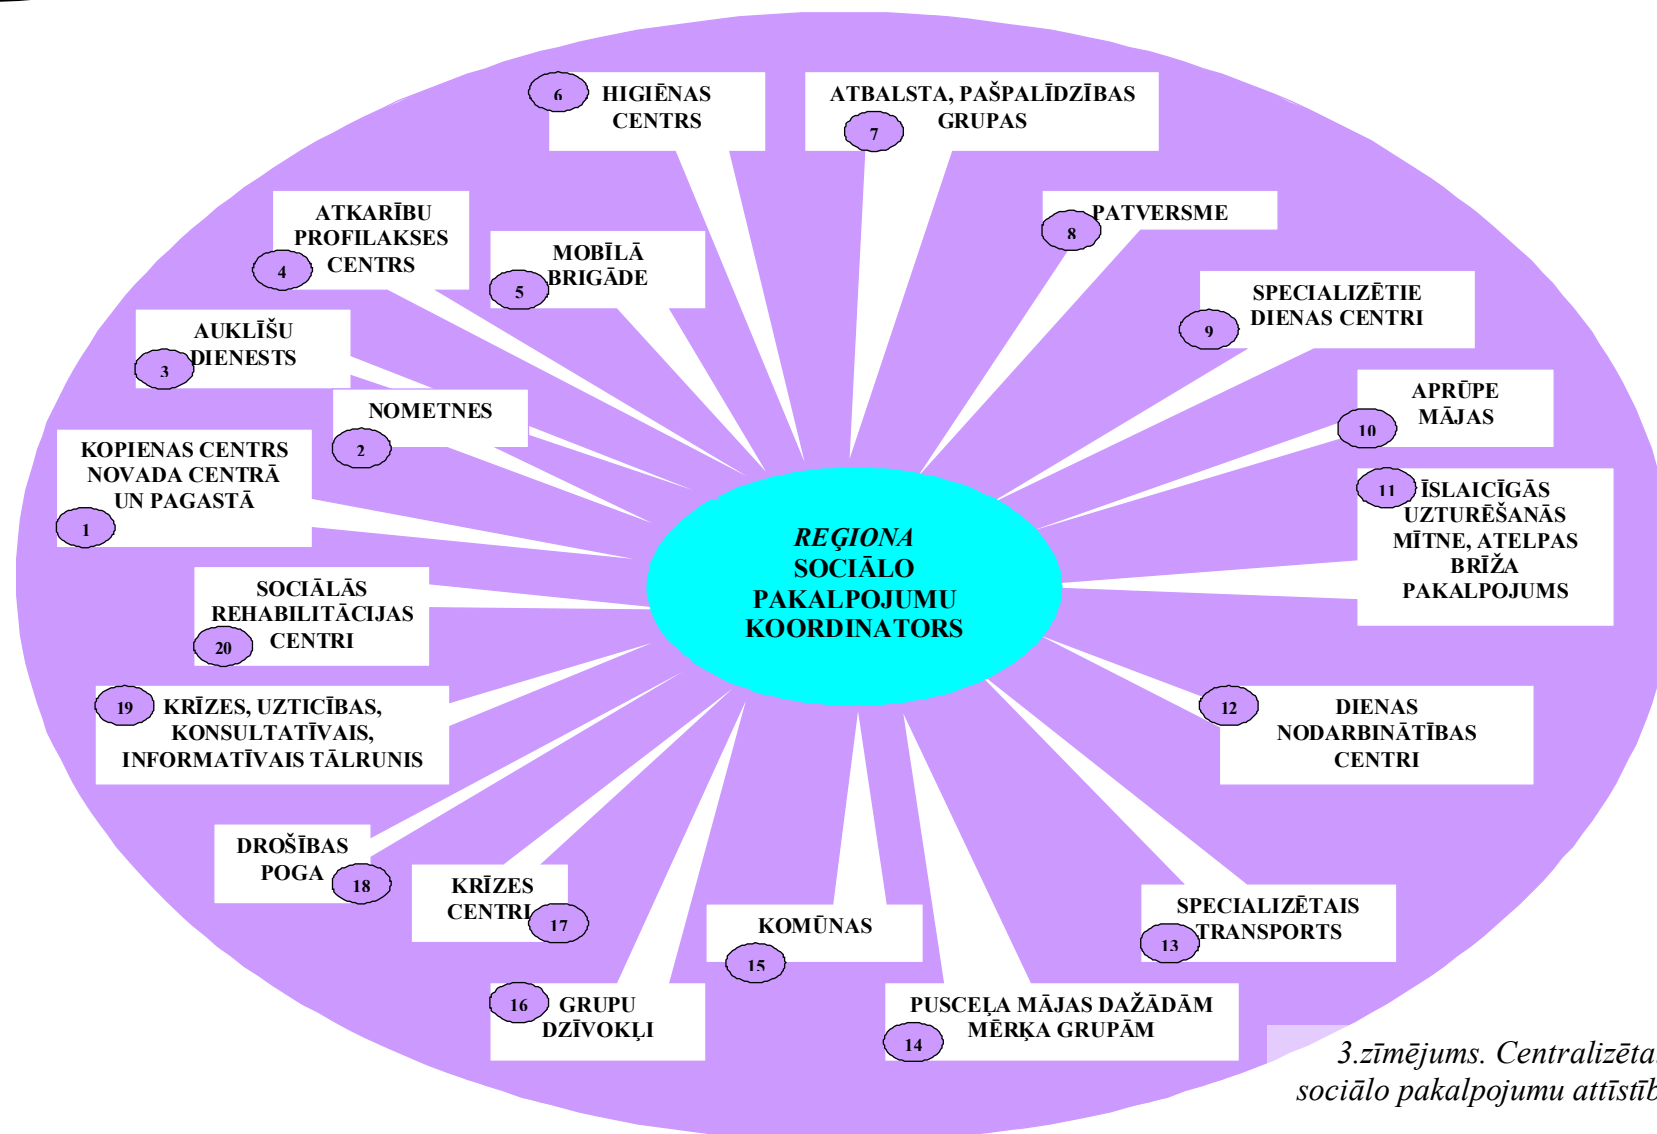 6
HIGIĒNAS
CENTRS
ATBALSTA, PAŠPALĪDZĪBAS
GRUPAS
7
ATKARĪBU
PROFILAKSES
CENTRS
4
MOBĪLĀ
BRIGĀDE
5
PATVERSME
8
SPECIALIZĒTIE
DIENAS CENTRI
9
AUKLĪŠU
DIENESTS
3
NOMETNES
2
APRŪPE
MĀJAS
10
KOPIENAS CENTRS
NOVADA CENTRĀ
UN PAGASTĀ
1
11
ĪSLAICĪGĀS
UZTURĒŠANĀS
MĪTNE, ATELPAS
BRĪŽA
PAKALPOJUMS
REĢIONA
SOCIĀLO
PAKALPOJUMU
KOORDINATORS
SOCIĀLĀS
REHABILITĀCIJAS
CENTRI
20
19
KRĪZES, UZTICĪBAS,
KONSULTATĪVAIS,
INFORMATĪVAIS TĀLRUNIS
12
DIENAS
NODARBINĀTĪBAS
CENTRI
DROŠĪBAS
POGA
18
KRĪZES
CENTRI
17
KOMŪNAS
15
SPECIALIZĒTAIS
TRANSPORTS
13
16
GRUPU
DZĪVOKĻI
PUSCEĻA MĀJAS DAŽĀDĀM
MĒRĶA GRUPĀM
14
3.zīmējums. Centralizēta
sociālo pakalpojumu attīstīb